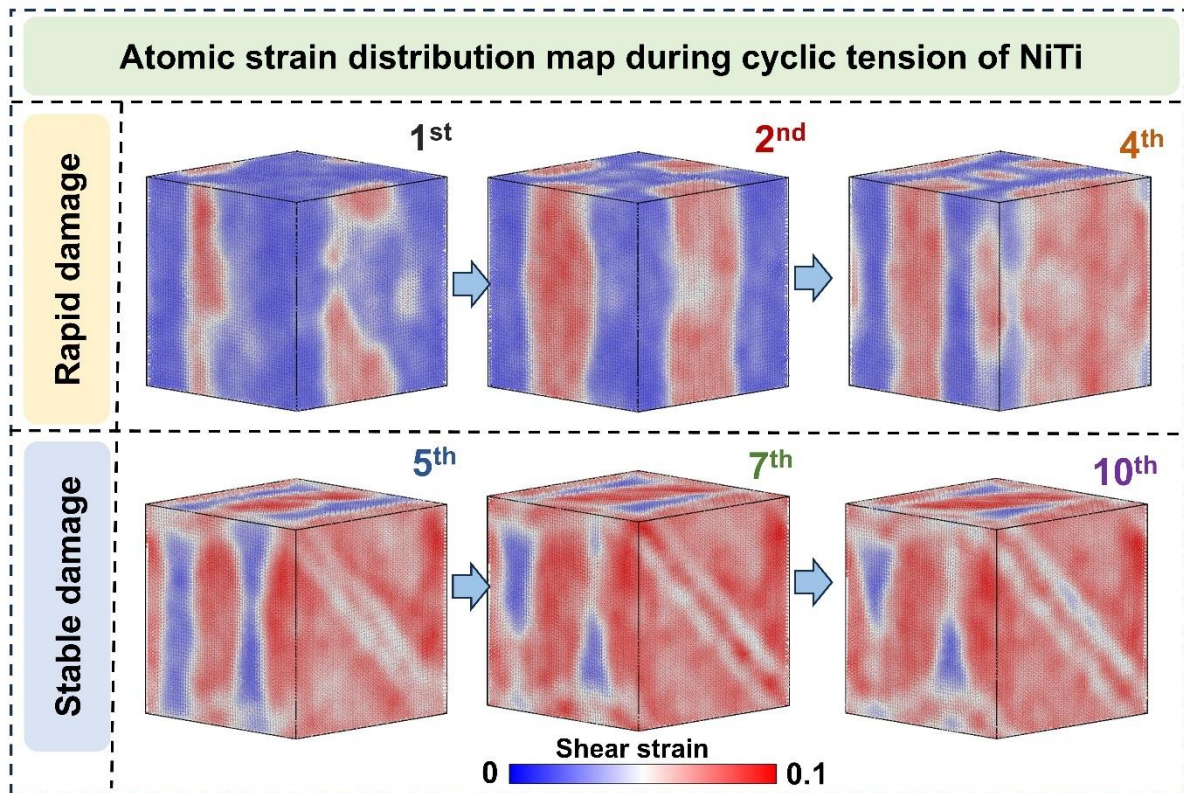 Atomic strain distribution map during cyclic tension of NiTi
Rapid damage
1st
2nd
4th
Stable damage
5th
7th
10th
Shear strain
0
0.1